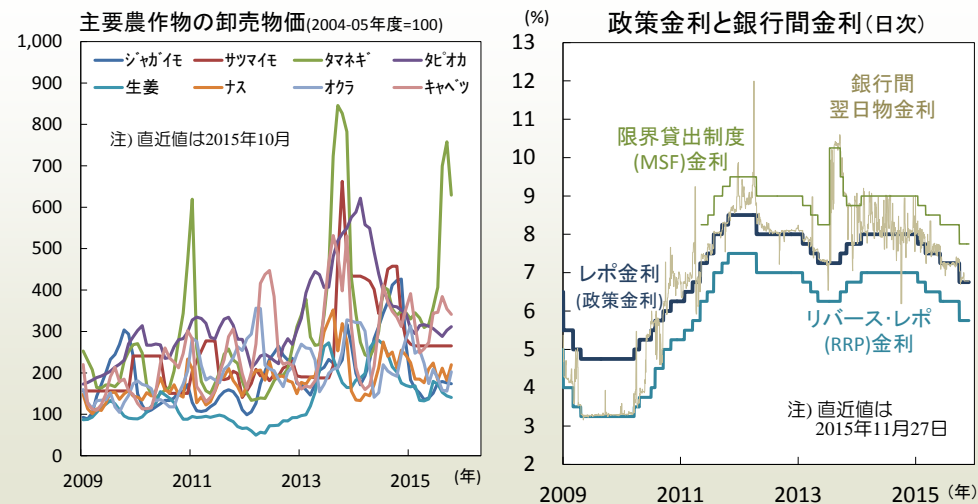 主要農作物の卸売物価(2004-05年度=100)
1,000
900
800
700
600
500
400
300
200
100
0
ｼﾞｬｶﾞｲﾓ サツマイモ ﾀﾏﾈｷﾞ ﾀﾋﾟｵｶ
生姜 ナス オクラ ｷｬﾍﾞﾂ
注) 直近値は2015年10月
2009 2011 2013 2015 (年)
政策金利と銀行間金利(日次)
(%)
13
12
11
10
9
8
7
6
5
4
3
2
銀行間
翌日物金利
限界貸出制度
(MSF)金利
レポ金利
(政策金利)
リバース・レポ
(RRP)金利
注) 直近値は
2015年11月27日
2009 2011 2013 2015 (年)